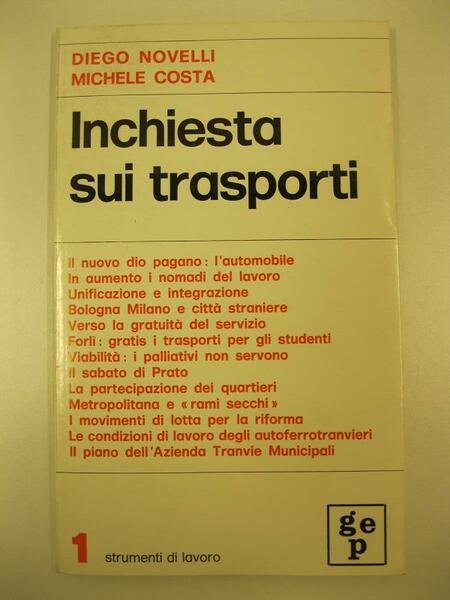 DIEGO NOVELLI
MICHELE COSTA
Inchiesta
sui trasporti
Il nuovo dio pagano: l'automobile
In aumento i nomadi del lavoro
Unificazione e integrazione
Bologna Milano e città straniere
Verso la gratuità del servizio
Forlì: gratis i trasporti per gli studenti
Viabilità: i palliativi non servono
Il sabato di Prato
La partecipazione dei quartieri
Metropolitana e «rami secchi»
I movimenti di lotta per la riforma
Le condizioni di lavoro degli autoferrotranvieri
Il piano dell'Azienda Tranvie Municipali
1 strumenti di lavoro
g e
p